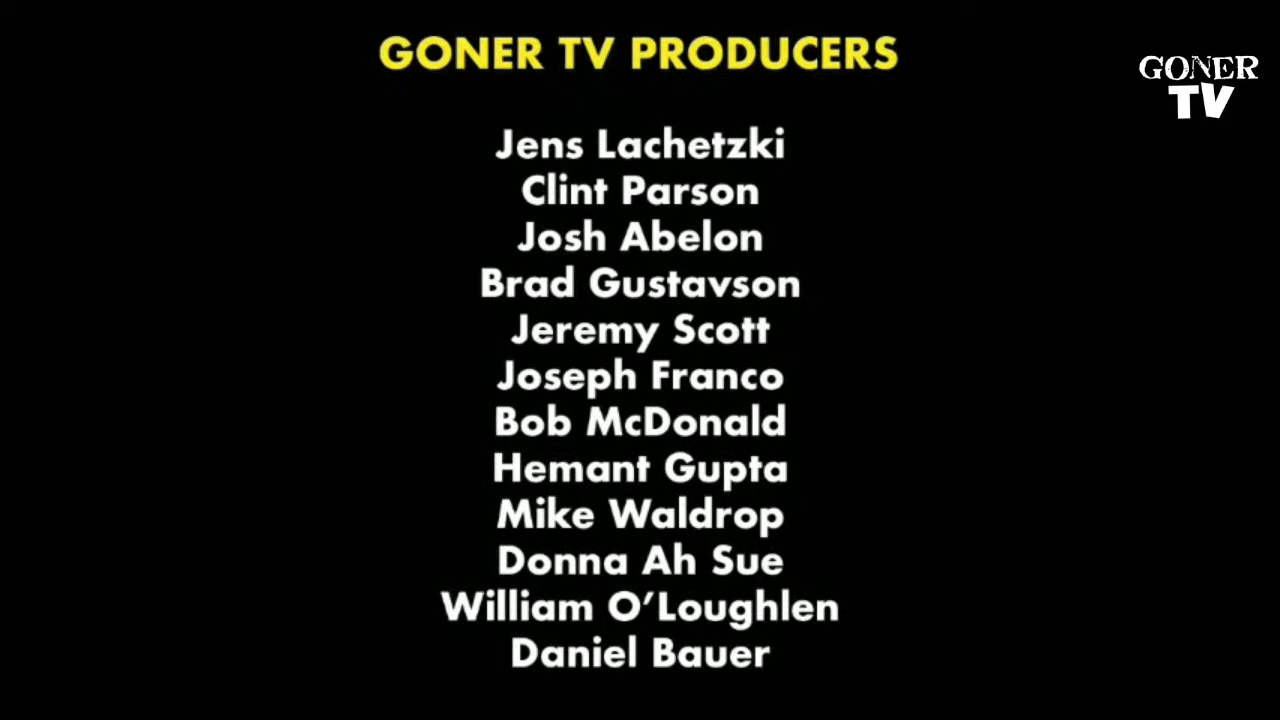 GONER TV PRODUCERS
GONER
TV
Jens Lachetzki
Clint Parson
Josh Abelon
Brad Gustavson
Jeremy Scott
Joseph Franco
Bob McDonald
Hemant Gupta
Mike Waldrop
Donna Ah Sue
William O’Loughlen
Daniel Bauer